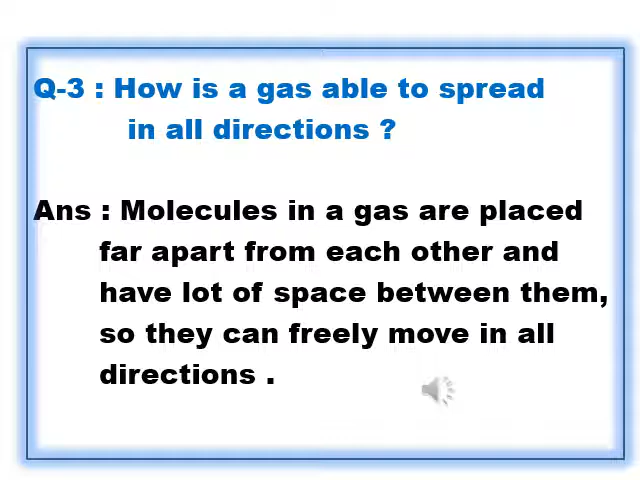 Q-3 : How is a gas able to spread
in all directions ?
Ans : Molecules in a gas are placed
far apart from each other and
have lot of space between them,
so they can freely move in all
directions .